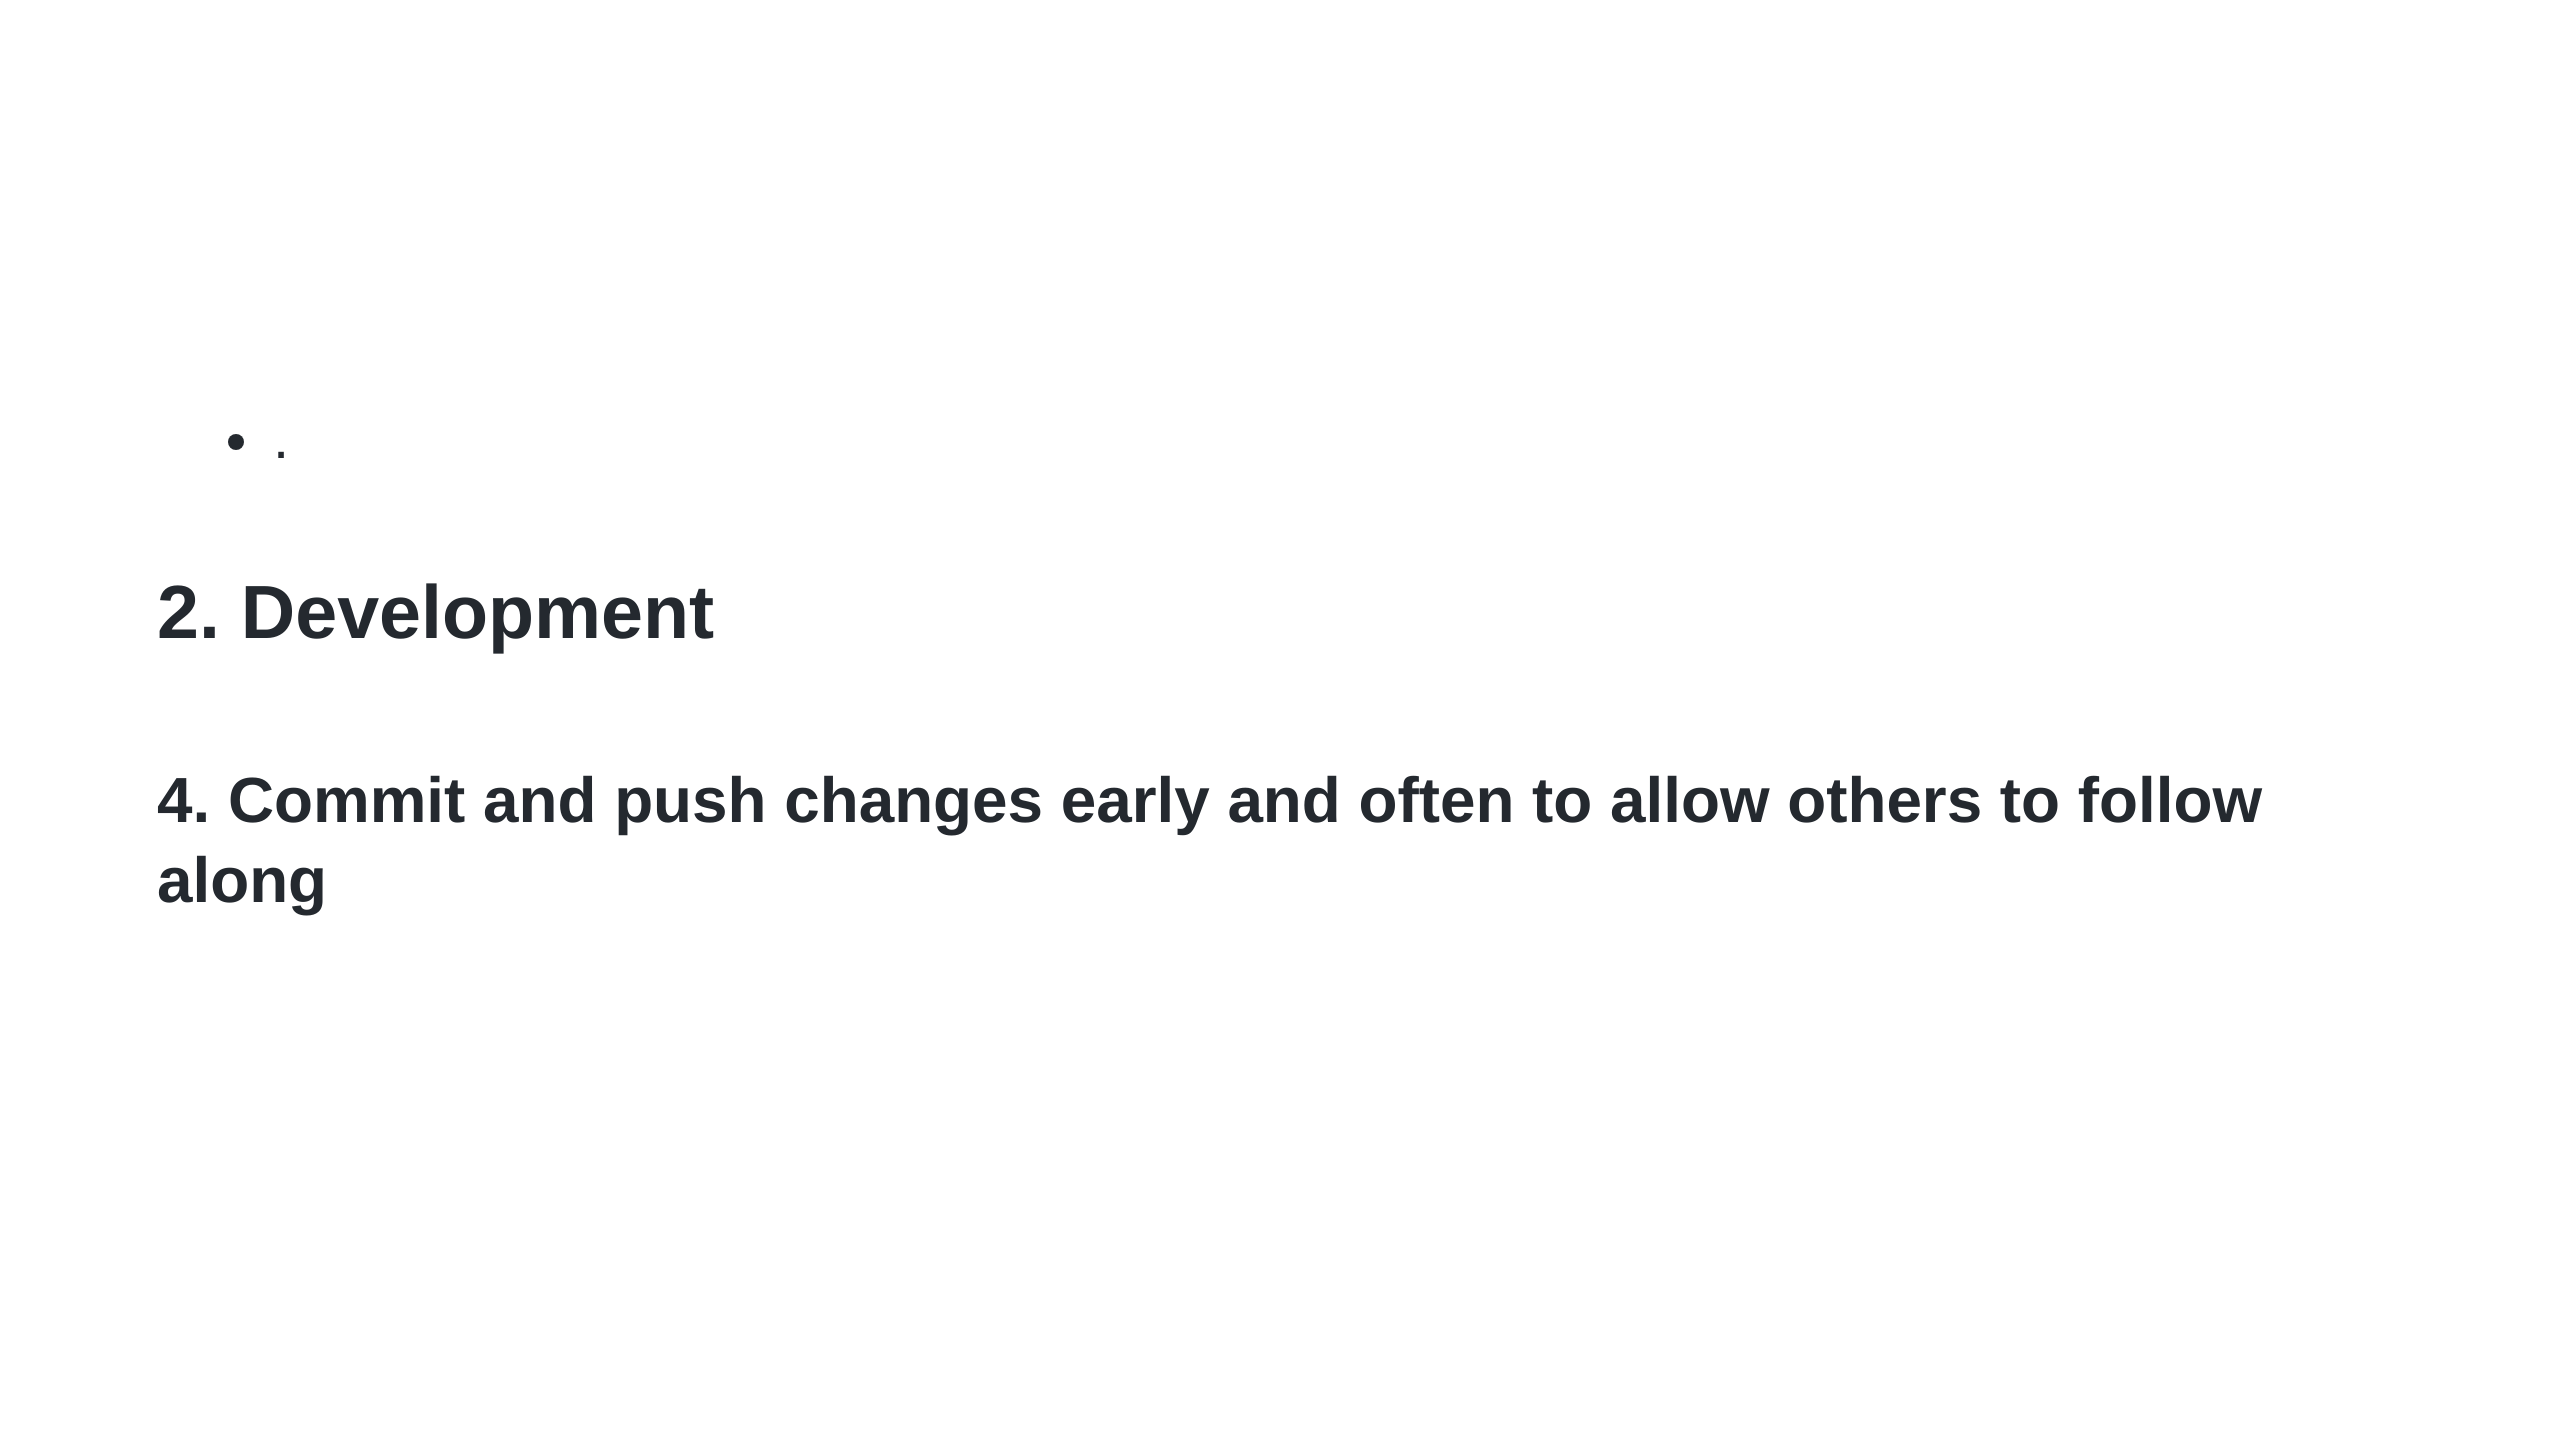 • .
2. Development
4. Commit and push changes early and often to allow others to follow
along